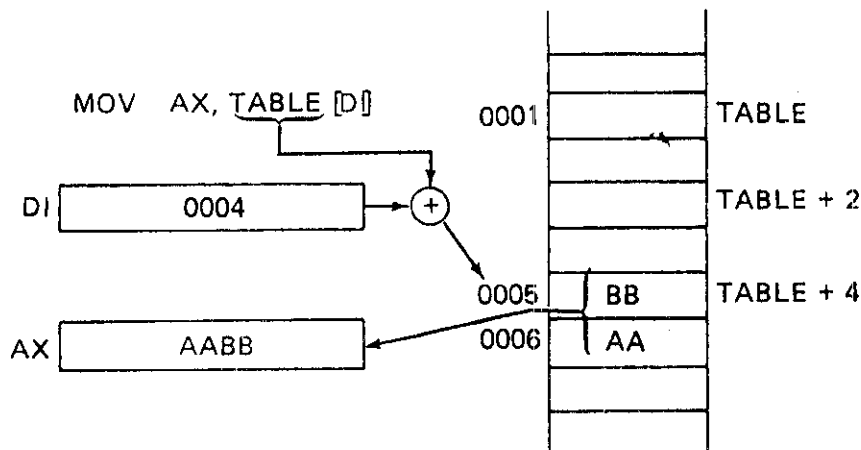 MOV AX, TABLE [DI]
0001 TABLE
DI 0004 + TABLE + 2
0005 BB TABLE + 4
AX AABB 0006 AA